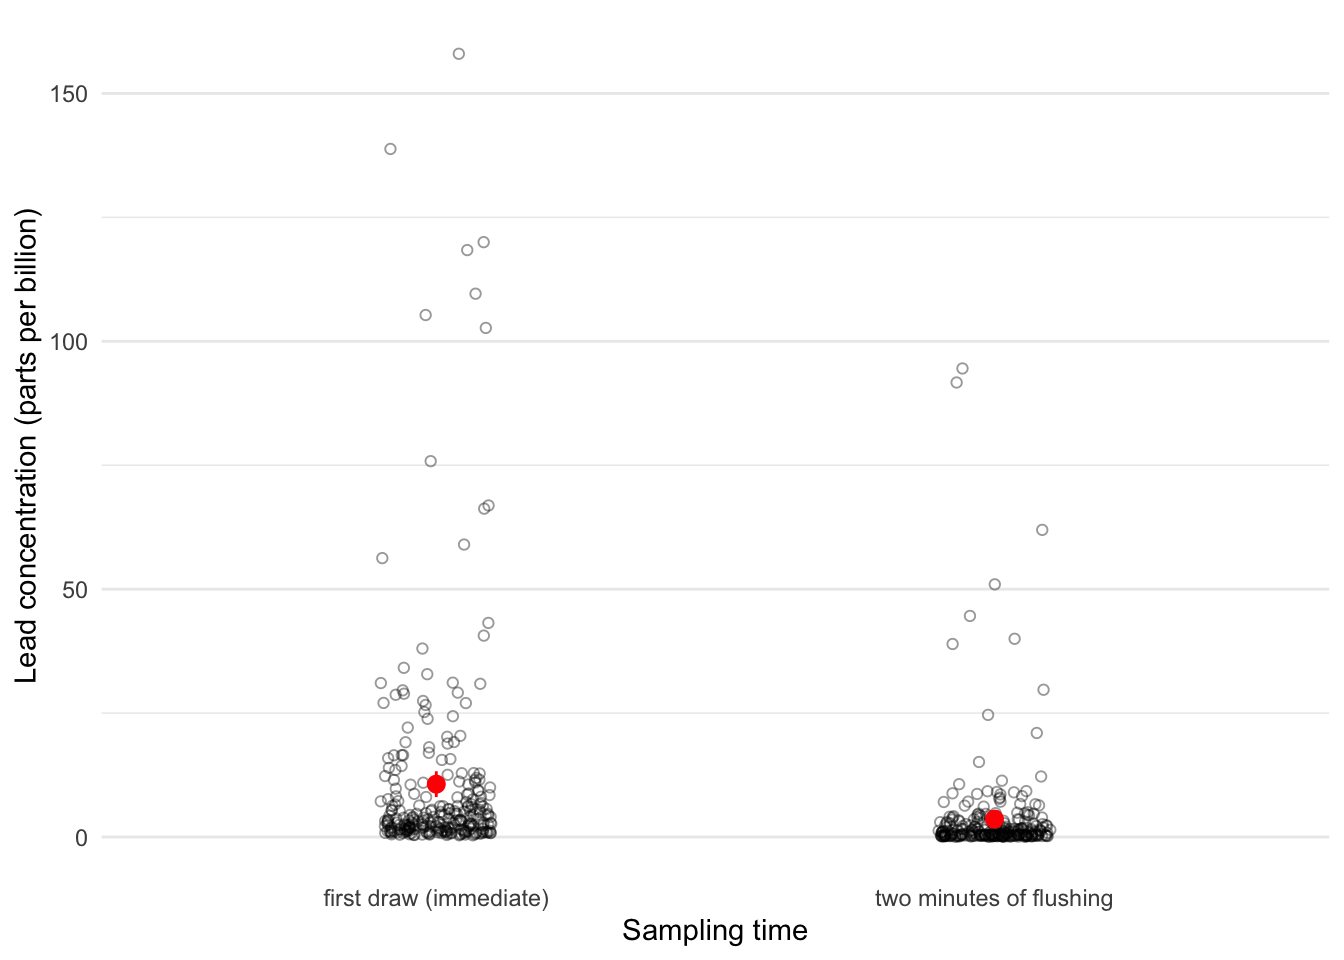 Lead concentration (parts per billion)
150
100
50
0
first draw (immediate)
two minutes of flushing
Sampling time